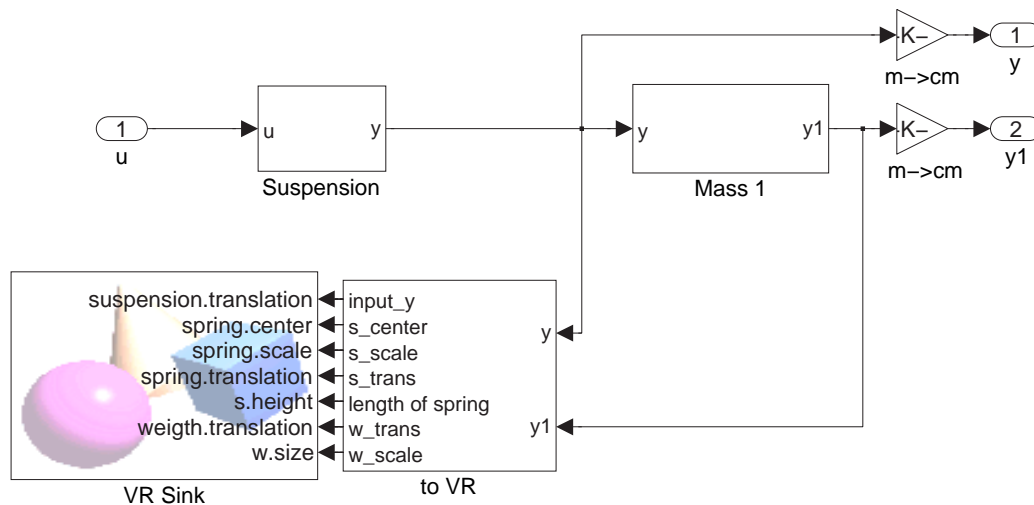 -K-
1
m->cm
y
1
u
u
y
Suspension
y
y1
Mass 1
-K-
2
m->cm
y1
suspension.translation
input_y
spring.center
s_center
spring.scale
s_scale
spring.translation
s_trans
s.height
length of spring
weigth.translation
w_trans
w.size
w_scale
y
y1
VR Sink
to VR